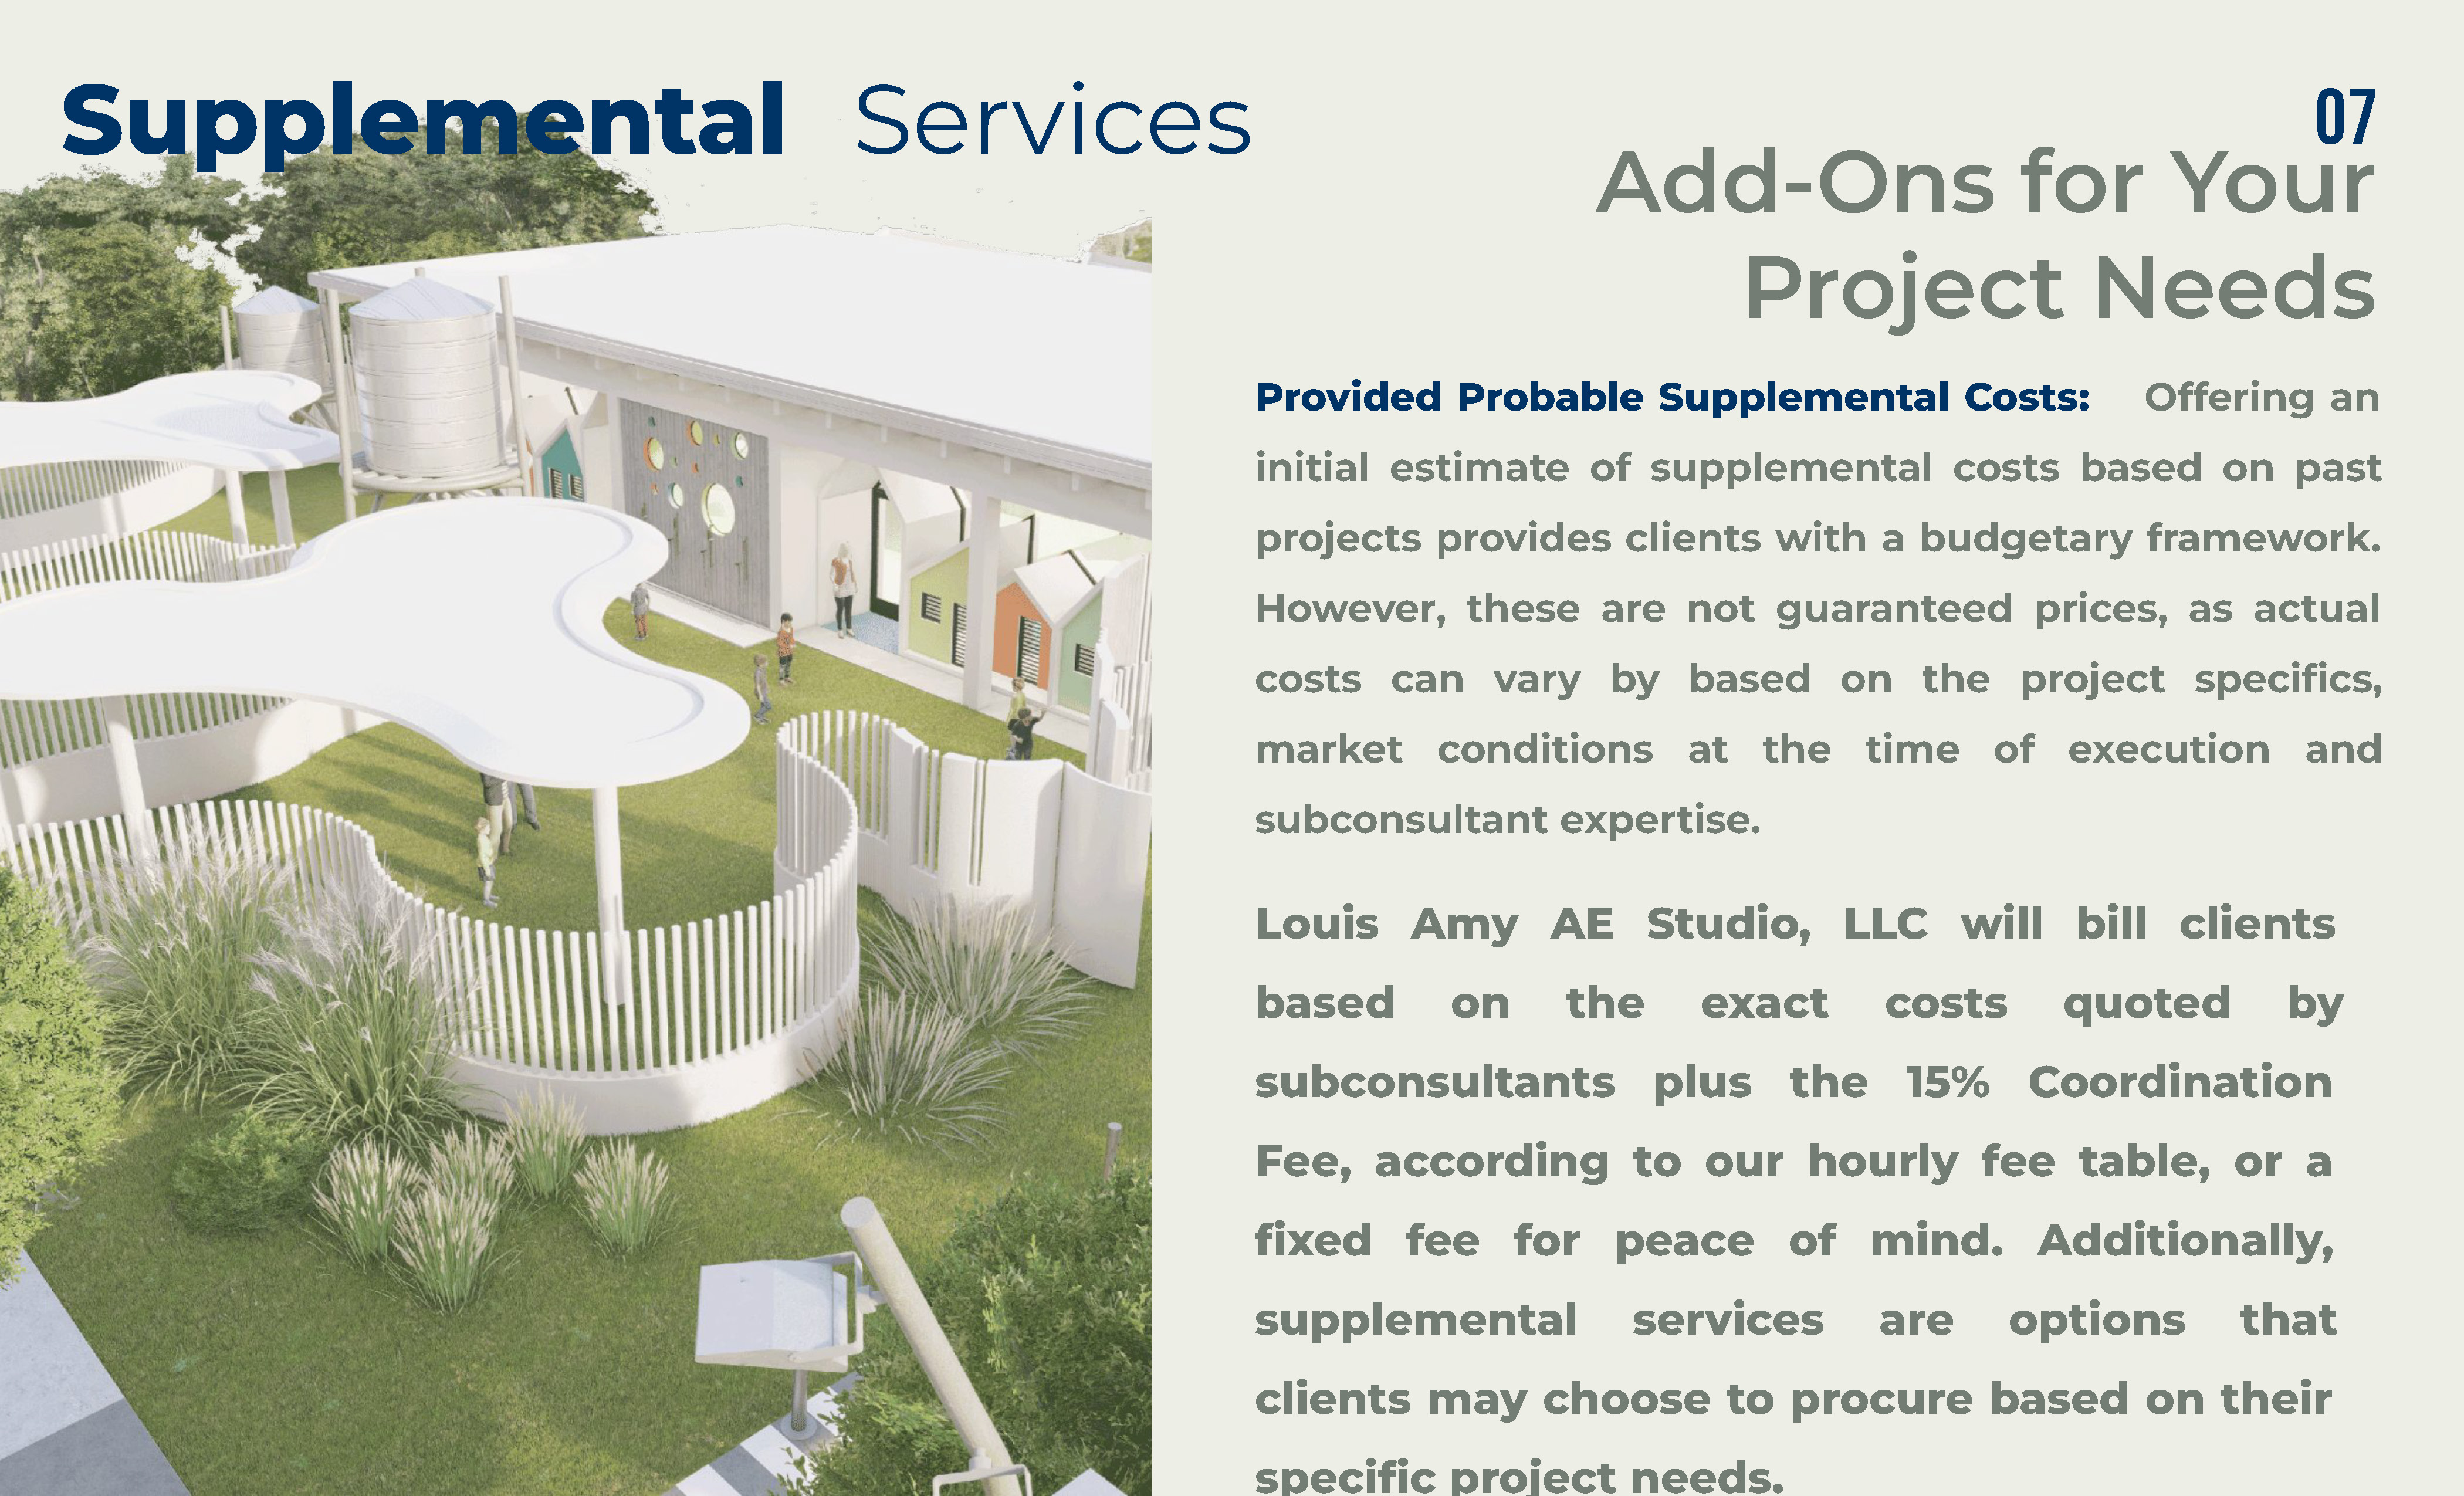 Supplemental Services
07
Add-Ons for Your
Project Needs
Provided Probable Supplemental Costs: Offering an
initial estimate of supplemental costs based on past
projects provides clients with a budgetary framework.
However, these are not guaranteed prices, as actual
costs can vary by based on the project specifics,
market conditions at the time of execution and
subconsultant expertise.
Louis Amy AE Studio, LLC will bill clients
based on the exact costs quoted by
subconsultants plus the 15% Coordination
Fee, according to our hourly fee table, or a
fixed fee for peace of mind. Additionally,
supplemental services are options that
clients may choose to procure based on their
specific project needs.